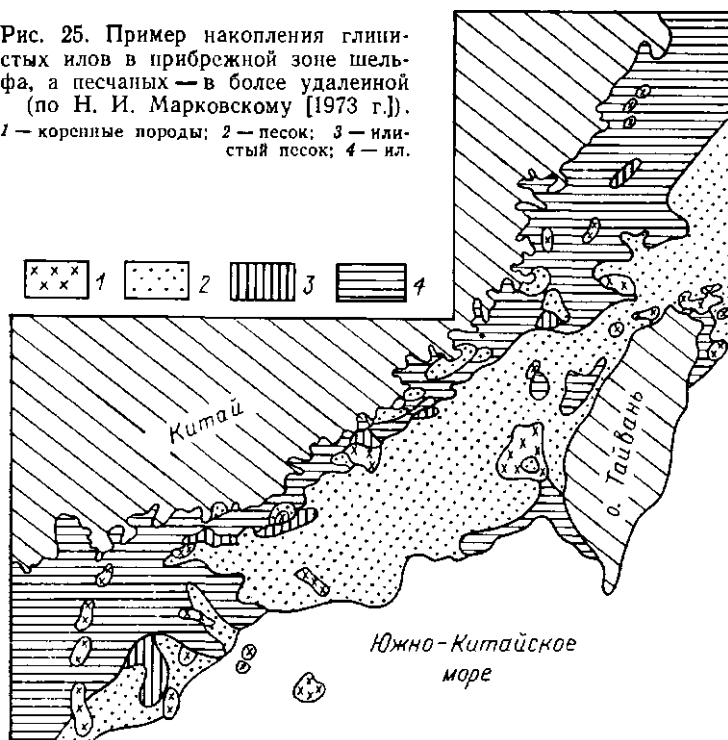 Рис. 25. Пример накопления глини-
стых илов в прибрежной зоне шель-
фа, а песчаных — в более удаленной
(по Н. И. Марковскому [1973 г.]).
1 — коренные породы; 2 — песок; 3 — или-
стый песок; 4 — ил.
1 2 3 4
Китай
о. Тайвань
Южно-Китайское
море